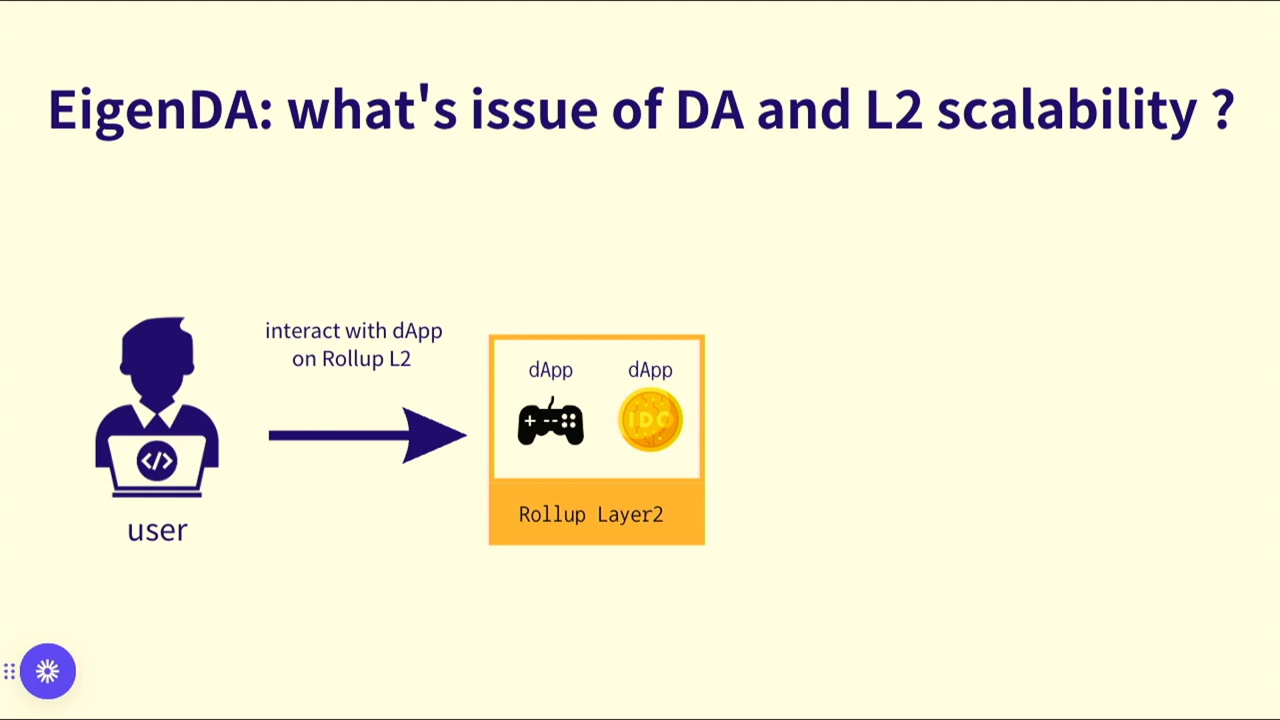 EigenDA: what's issue of DA and L2 scalability ?
interact with dApp
on Rollup L2
dApp
dApp
IDC
</>
Rollup Layer2
user